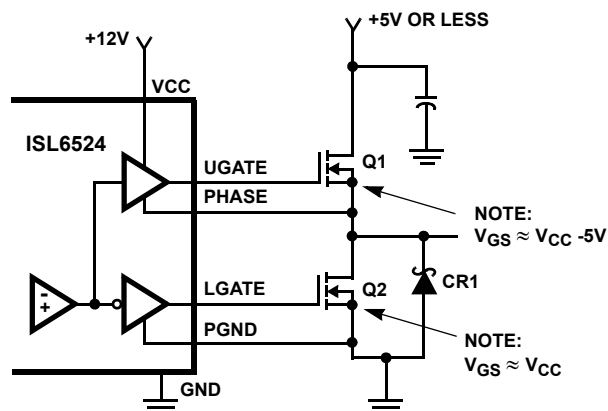 +5V OR LESS
+12V
VCC
ISL6524
UGATE
Q1
PHASE
NOTE:
VGS ≈ VCC -5V
LGATE
Q2
CR1
PGND
NOTE:
VGS ≈ VCC
GND
-
+